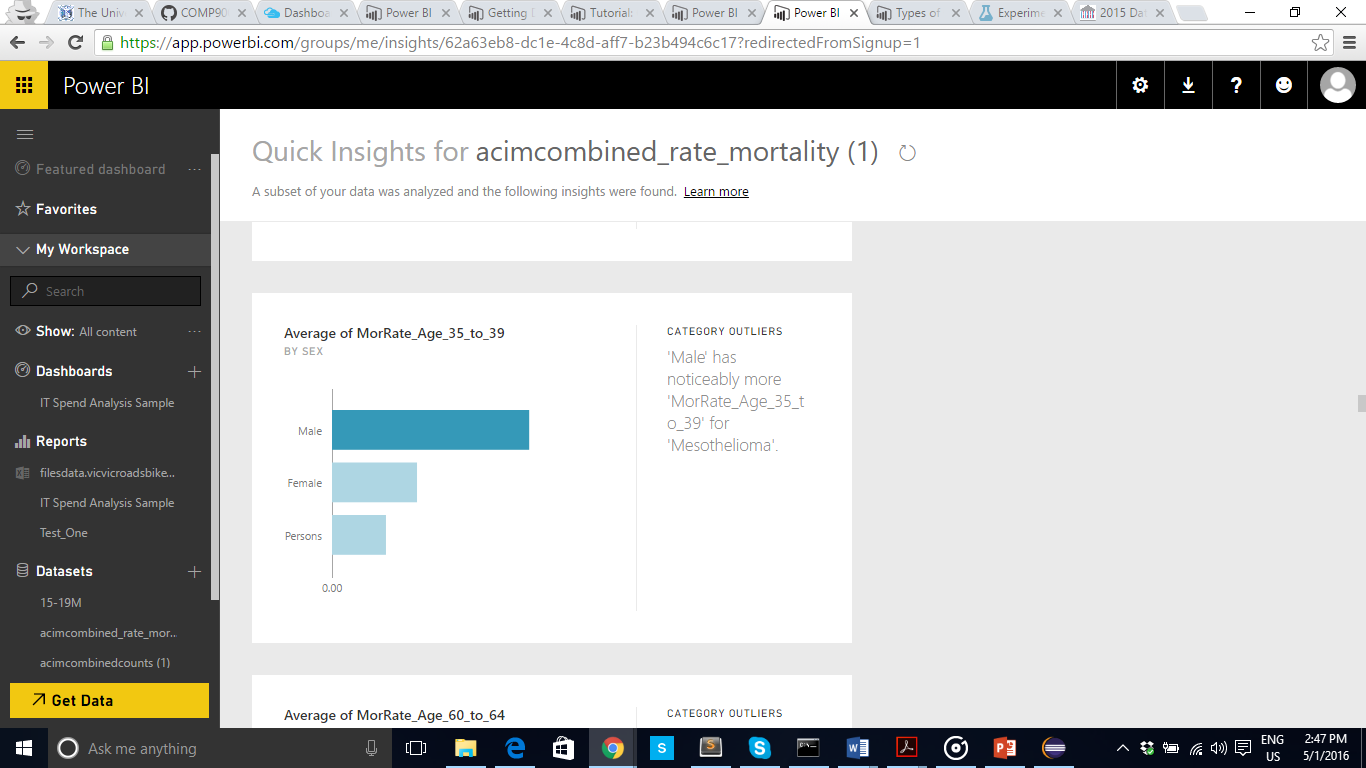 The Unive
COMP90
Dashboa
Power BI
Getting D
Tutorial:
Power BI
Power BI
Types of
Experime
2015 Dat
https://app.powerbi.com/groups/me/insights/62a63eb8-dc1e-4c8d-aff7-b23b494c6c17?redirectedFromSignup=1
Power BI
?
Featured dashboard ...
Favorites
My Workspace
Search
Show: All content ...
Dashboards +
IT Spend Analysis Sample
Reports
filesdata.vicvicroadsbike...
IT Spend Analysis Sample
Test_One
Datasets +
15-19M
acimcombined_rate_mor...
acimcombinedcounts (1)
Get Data
Quick Insights for acimcombined_rate_mortality (1)
A subset of your data was analyzed and the following insights were found. Learn more
Average of MorRate_Age_35_to_39
BY SEX
Male
Female
Persons
0.00
CATEGORY OUTLIERS
'Male' has
noticeably more
'MorRate_Age_35_t
o_39' for
'Mesothelioma'.
Average of MorRate_Age_60_to_64
CATEGORY OUTLIERS
Ask me anything
ENG
US
2:47 PM
5/1/2016